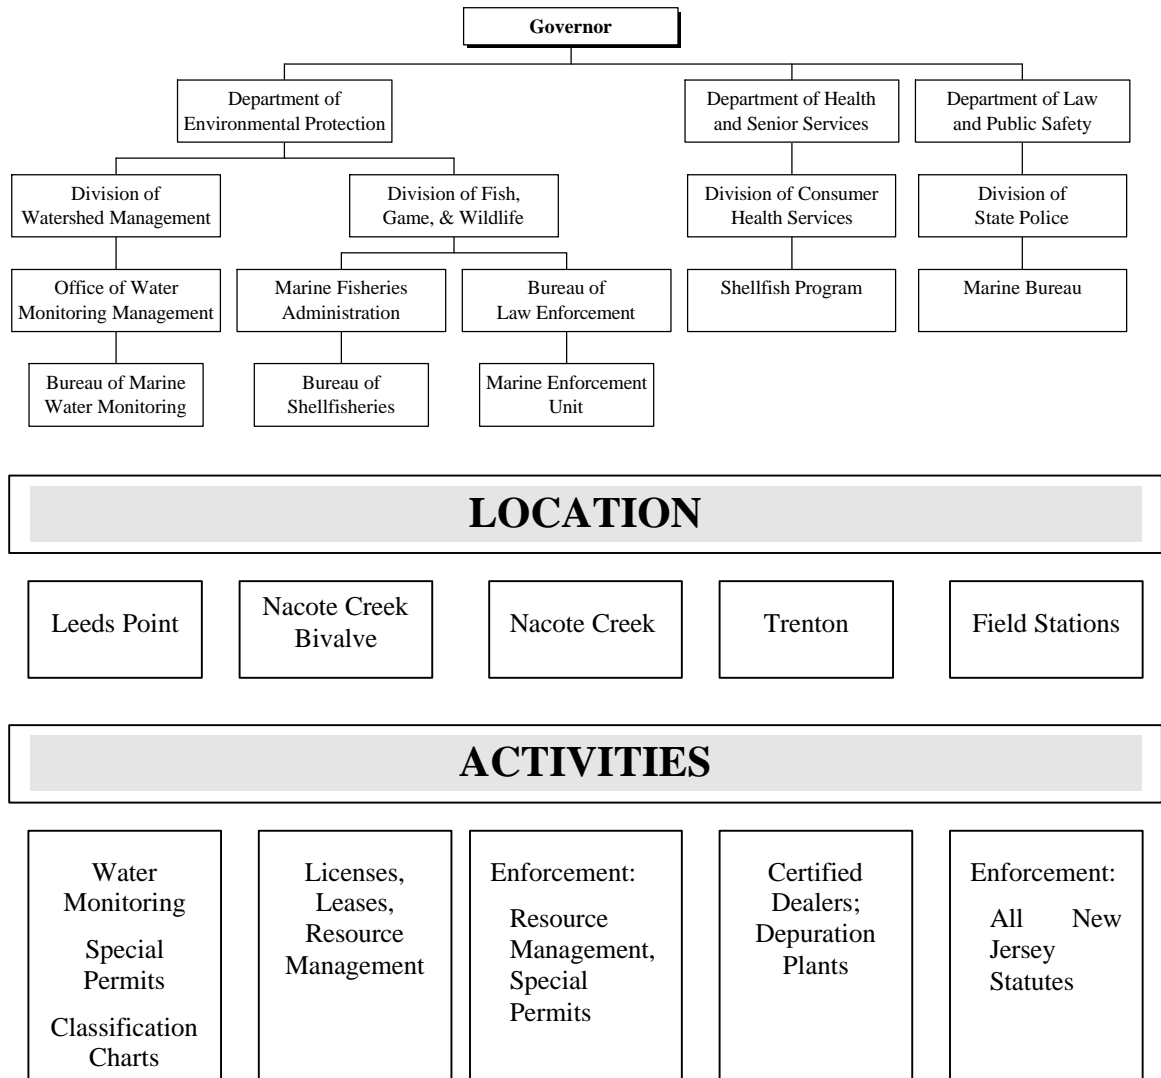 Governor
Department of
Environmental Protection
Department of Health
and Senior Services
Department of Law
and Public Safety
Division of
Watershed Management
Division of Fish,
Game, & Wildlife
Division of Consumer
Health Services
Division of
State Police
Office of Water
Monitoring Management
Marine Fisheries
Administration
Bureau of
Law Enforcement
Shellfish Program
Marine Bureau
Bureau of Marine
Water Monitoring
Bureau of
Shellfisheries
Marine Enforcement
Unit
LOCATION
Leeds Point
Nacote Creek
Bivalve
Nacote Creek
Trenton
Field Stations
ACTIVITIES
Water
Monitoring
Special
Permits
Classification
Charts
Licenses,
Leases,
Resource
Management
Enforcement:
Resource
Management,
Special
Permits
Certified
Dealers;
Depuration
Plants
Enforcement:
All New
Jersey
Statutes